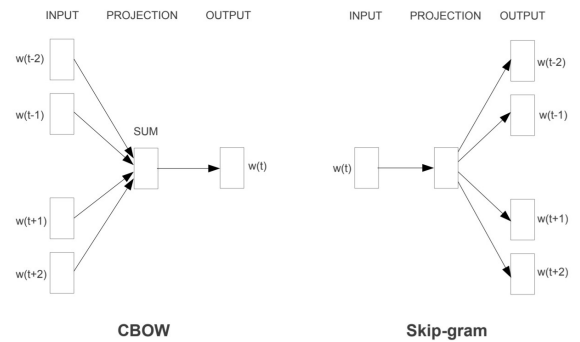 INPUT PROJECTION OUTPUT
w(t-2)
w(t-1)
SUM
w(t)
w(t+1)
w(t+2)
CBOW
INPUT PROJECTION OUTPUT
w(t-2)
w(t-1)
w(t)
w(t+1)
w(t+2)
Skip-gram